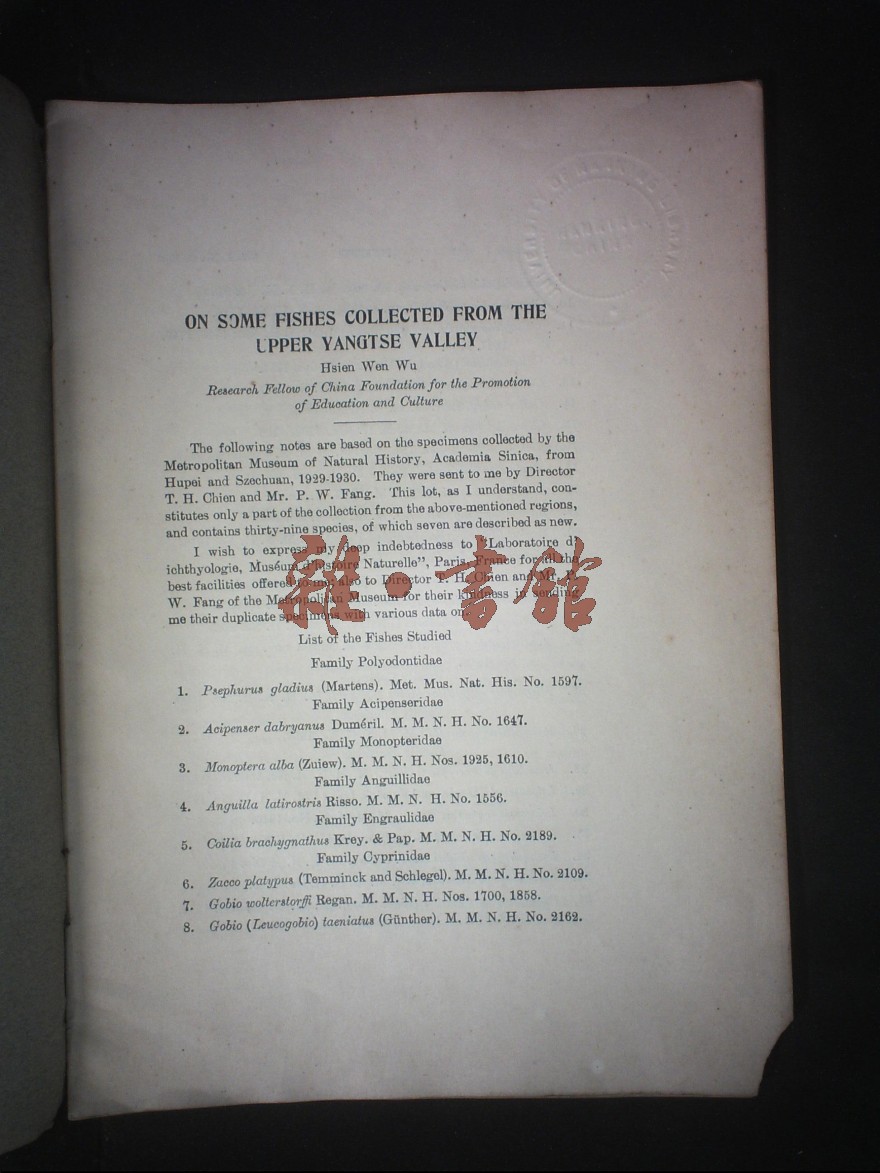 UNIVERSITY OF NANKING LIBRARY
ON SOME FISHES COLLECTED FROM THE
UPPER YANGTSE VALLEY
Hsien Wen Wu
Research Fellow of China Foundation for the Promotion
of Education and Culture
The following notes are based on the specimens collected by the
Metropolitan Museum of Natural History, Academia Sinica, from
Hupei and Szechuan, 1929-1930. They were sent to me by Director
T. H. Chien and Mr. P. W. Fang. This lot, as I understand, con-
stitutes only a part of the collection from the above-mentioned regions,
and contains thirty-nine species, of which seven are described as new.
I wish to express my deep indebtedness to "Laboratoire d'
ichthyologie, Muséum d'histoire Naturelle", Paris, France for all the
best facilities offered to me; also to Director T. H. Chien and Mr.
W. Fang of the Metropolitan Museum for their kindness in sending
me their duplicate specimens with various data on.
雜·書館
List of the Fishes Studied
Family Polyodontidae
1. Psephurus gladius (Martens). Met. Mus. Nat. His. No. 1597.
Family Acipenseridae
2. Acipenser dabryanus Duméril. M. M. N. H. No. 1647.
Family Monopteridae
3. Monoptera alba (Zuiew). M. M. N. H. Nos. 1925, 1610.
Family Anguillidae
4. Anguilla latirostris Risso. M. M. N. H. No. 1556.
Family Engraulidae
5. Coilia brachygnathus Krey. & Pap. M. M. N. H. No. 2189.
Family Cyprinidae
6. Zacco platypus (Temminck and Schlegel). M. M. N. H. No. 2109.
7. Gobio wolterstorffi Regan. M. M. N. H. Nos. 1700, 1858.
8. Gobio (Leucogobio) taeniatus (Günther). M. M. N. H. No. 2162.